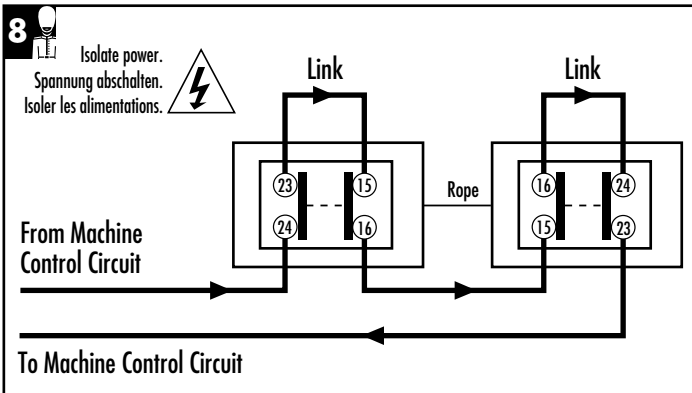 8
Isolate power.
Spannung abschalten.
Isoler les alimentations.
Link
Link
23
15
16
24
24
16
Rope
15
23
From Machine
Control Circuit
To Machine Control Circuit